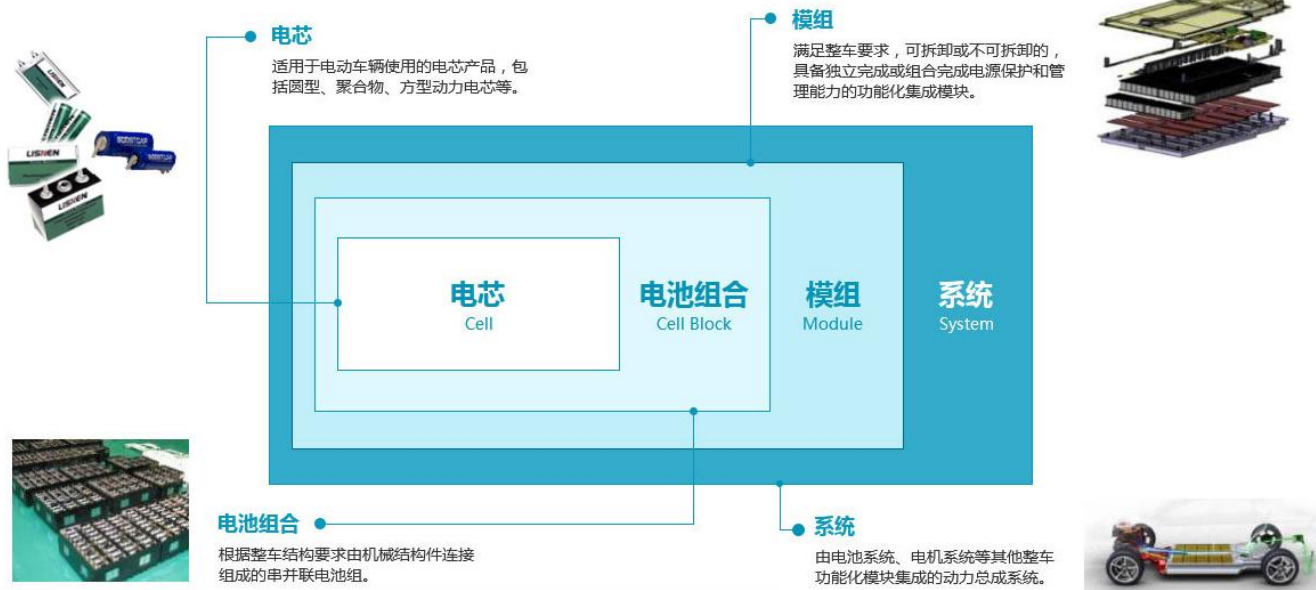 电芯
适用于电动车辆使用的电芯产品，包
括圆型、聚合物、方型动力电芯等。
模组
满足整车要求，可拆卸或不可拆卸的，
具备独立完成或组合完成电源保护和管
理能力的功能化集成模块。
BOOSTCAP
LISHEN
LISHEN
电芯
Cell
电池组合
Cell Block
模组
Module
系统
System
电池组合
根据整车结构要求由机械结构件连接
组成的串并联电池组。
系统
由电池系统、电机系统等其他整车
功能化模块集成的动力总成系统。